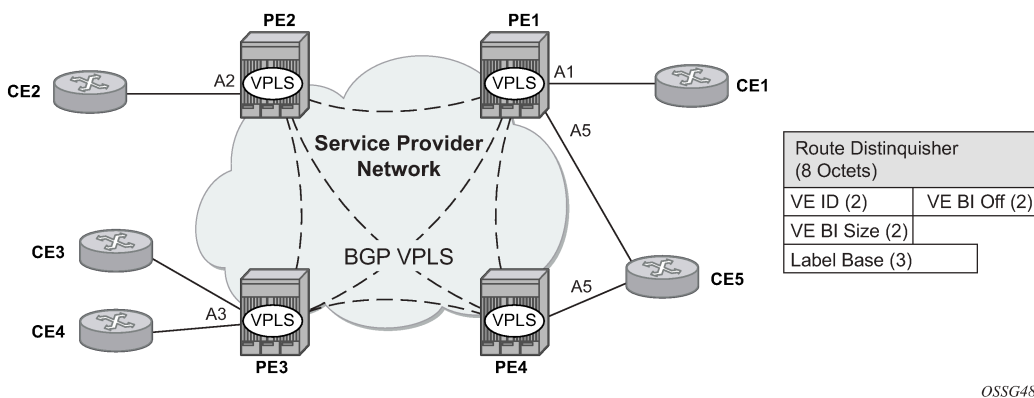 PE2
PE1
CE2
A2
VPLS
VPLS
A1
CE1
A5
Service Provider
Network
Route Distinquisher
(8 Octets)
VE ID (2)
VE BI Off (2)
VE BI Size (2)
Label Base (3)
CE3
BGP VPLS
CE5
A5
CE4
A3
VPLS
VPLS
PE3
PE4
OSSG48